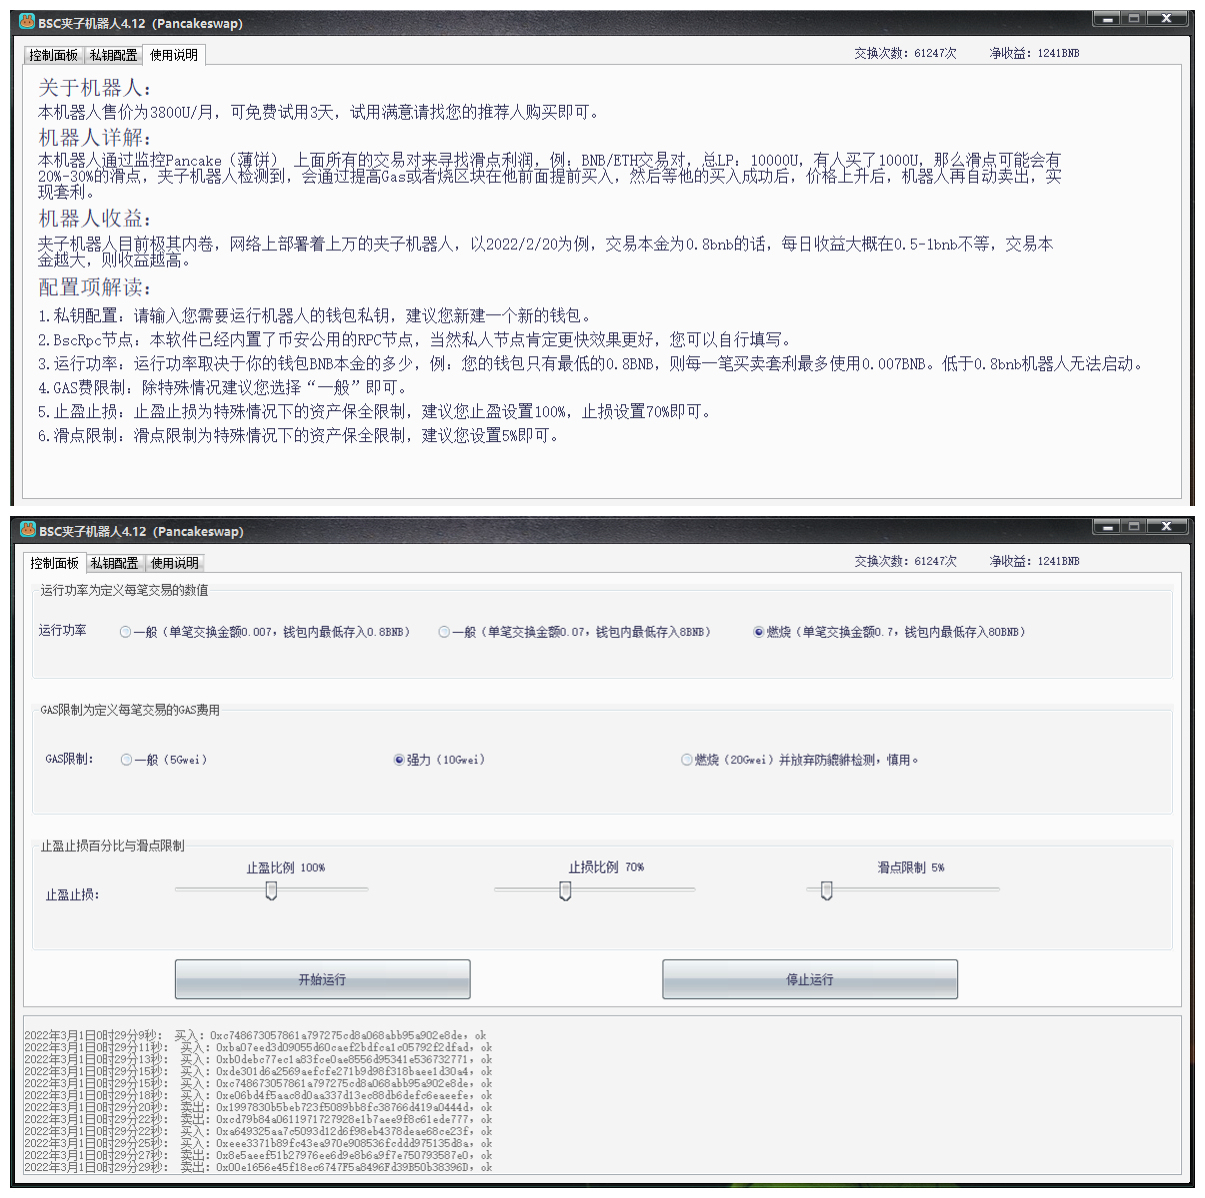 BSC夹子机器人4.12（Pancakeswap）
控制面板 私钥配置 使用说明 交换次数：61247次 净收益：1241BNB
关于机器人：
本机器人售价为3800U/月，可免费试用3天，试用满意请找您的推荐人购买即可。
机器人详解：
本机器人通过监控Pancake（薄饼） 上面所有的交易对来寻找滑点利润，例：BNB/ETH交易对，总LP：10000U，有人买了1000U，那么滑点可能会有
20%-30%的滑点，夹子机器人检测到，会通过提高Gas或者烧区块在他前面提前买入，然后等他的买入成功后，价格上升后，机器人再自动卖出，实
现套利。
机器人收益：
夹子机器人目前极其内卷，网络上部署着上万的夹子机器人，以2022/2/20为例，交易本金为0.8bnb的话，每日收益大概在0.5-1bnb不等，交易本
金越大，则收益越高。
配置项解读：
1.私钥配置：请输入您需要运行机器人的钱包私钥，建议您新建一个新的钱包。
2.BscRpc节点：本软件已经内置了币安公用的RPC节点，当然私人节点肯定更快效果更好，您可以自行填写。
3.运行功率：运行功率取决于你的钱包BNB本金的多少，例：您的钱包只有最低的0.8BNB，则每一笔买卖套利最多使用0.007BNB。低于0.8bnb机器人无法启动。
4.GAS费限制：除特殊情况建议您选择“一般”即可。
5.止盈止损：止盈止损为特殊情况下的资产保全限制，建议您止盈设置100%，止损设置70%即可。
6.滑点限制：滑点限制为特殊情况下的资产保全限制，建议您设置5%即可。
BSC夹子机器人4.12（Pancakeswap）
控制面板 私钥配置 使用说明 交换次数：61247次 净收益：1241BNB
运行功率为定义每笔交易的数值
运行功率 一般（单笔交换金额0.007，钱包内最低存入0.8BNB） 一般（单笔交换金额0.07，钱包内最低存入8BNB） 燃烧（单笔交换金额0.7，钱包内最低存入80BNB）
GAS限制为定义每笔交易的GAS费用
GAS限制： 一般（5Gwei） 强力（10Gwei） 燃烧（20Gwei）并放弃防貔貅检测，慎用。
止盈止损百分比与滑点限制
止盈比例 100% 止损比例 70% 滑点限制 5%
止盈止损：
开始运行 停止运行
2022年3月1日0时29分9秒： 买入：0xc748673057861a797275cd8a068abb95a902e8de，ok
2022年3月1日0时29分11秒： 买入：0xba07eed3d09055d60caef2bdfca1c05792f2dfad，ok
2022年3月1日0时29分13秒： 买入：0xb0debc77ec1a83fce0ae8556d95341e536732771，ok
2022年3月1日0时29分15秒： 买入：0xde301d6a2569aefcfe271b9d98f318baee1d30a4，ok
2022年3月1日0时29分15秒： 买入：0xc748673057861a797275cd8a068abb95a902e8de，ok
2022年3月1日0时29分18秒： 买入：0xe06bd4f5aac8d0aa337d13ec88db6defc6eaeefe，ok
2022年3月1日0时29分20秒： 卖出：0x1997830b5beb723f5089bb8fc38766d419a0444d，ok
2022年3月1日0时29分22秒： 卖出：0xcd79b84a0611971727928e1b7aee9f8c61ede777，ok
2022年3月1日0时29分22秒： 买入：0xa649325aa7c5093d12d6f98eb4378deae68ce23f，ok
2022年3月1日0时29分25秒： 买入：0xeee3371b89fc43ea970e908536fcddd975135d8a，ok
2022年3月1日0时29分27秒： 卖出：0x8e5aeef51b27976ee6d9e8b6a9f7e750793587e0，ok
2022年3月1日0时29分29秒： 卖出：0x00e1656e45f18ec6747F5a8496Fd39B50b38396D，ok